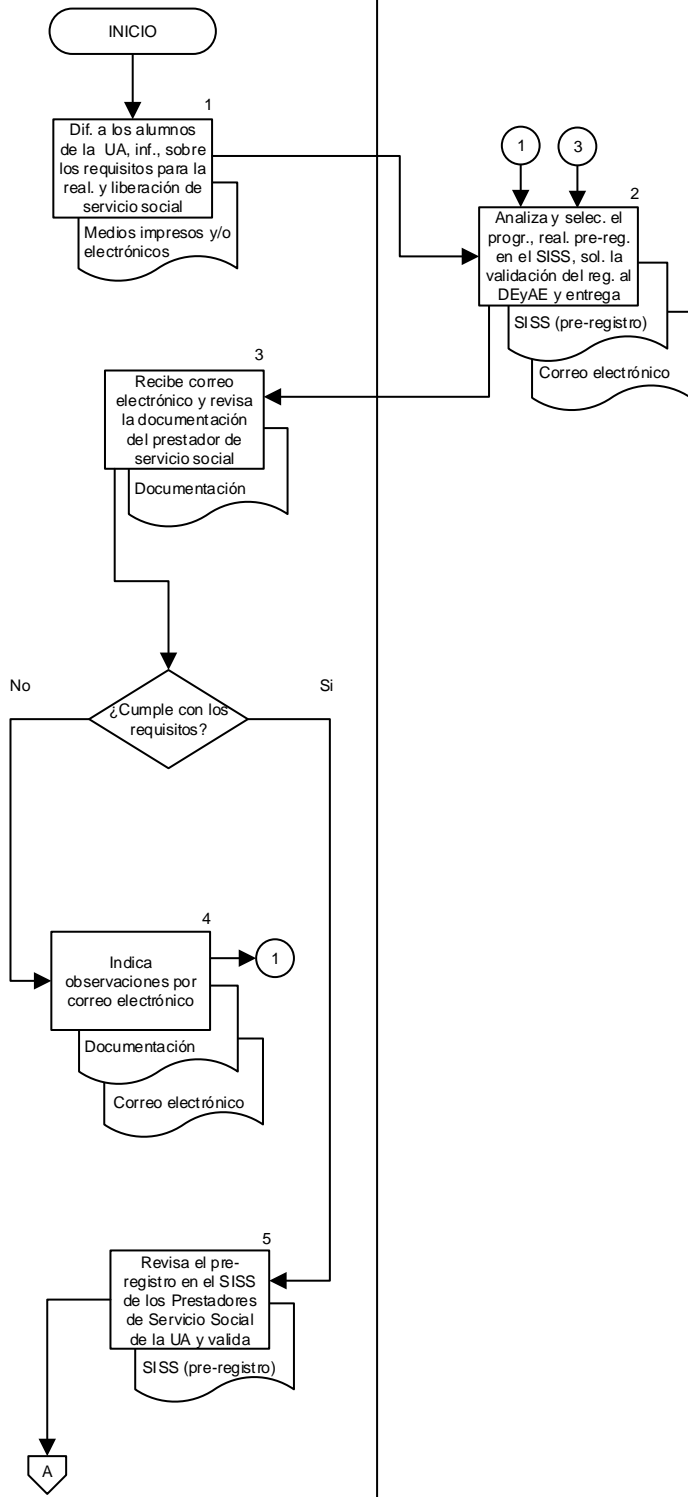 INICIO
1
Dif. a los alumnos
de la UA, inf., sobre
los requisitos para la
real. y liberación de
servicio social
Medios impresos y/o
electrónicos
1
3
2
Analiza y selec. el
progr., real. pre-reg.
en el SISS, sol. la
validación del reg. al
DEyAE y entrega
SISS (pre-registro)
Correo electrónico
3
Recibe correo
electrónico y revisa
la documentación
del prestador de
servicio social
Documentación
No
Si
¿Cumple con los
requisitos?
4
Indica
observaciones por
correo electrónico
1
Documentación
Correo electrónico
5
Revisa el pre-
registro en el SISS
de los Prestadores
de Servicio Social
de la UA y valida
SISS (pre-registro)
A